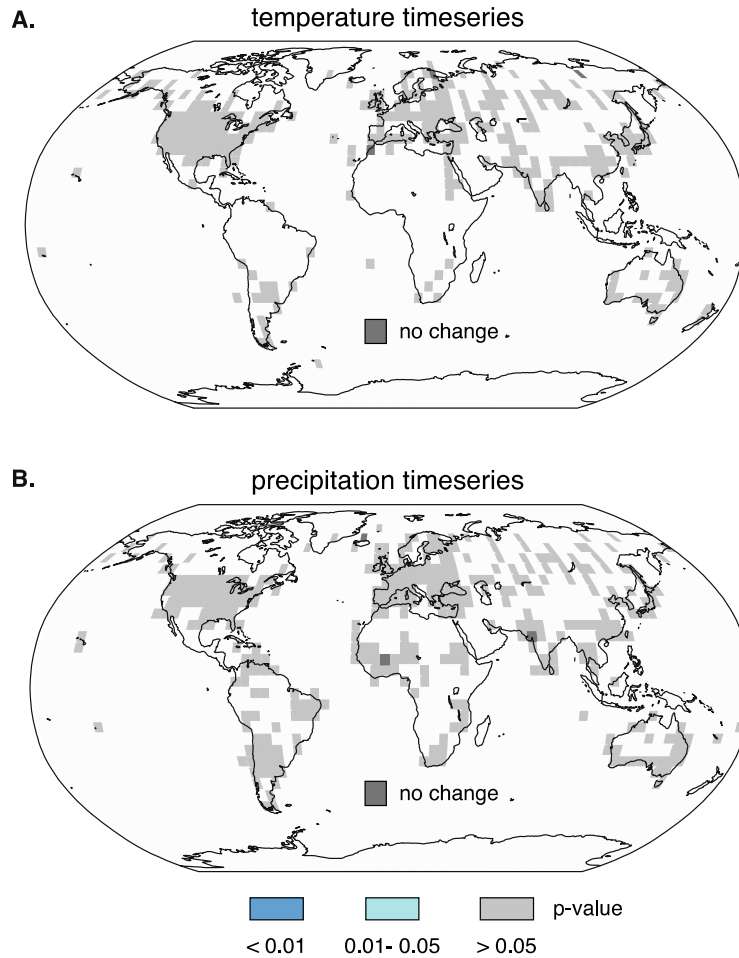 A.
temperature timeseries
no change
B.
precipitation timeseries
no change
p-value
< 0.01
0.01- 0.05
> 0.05